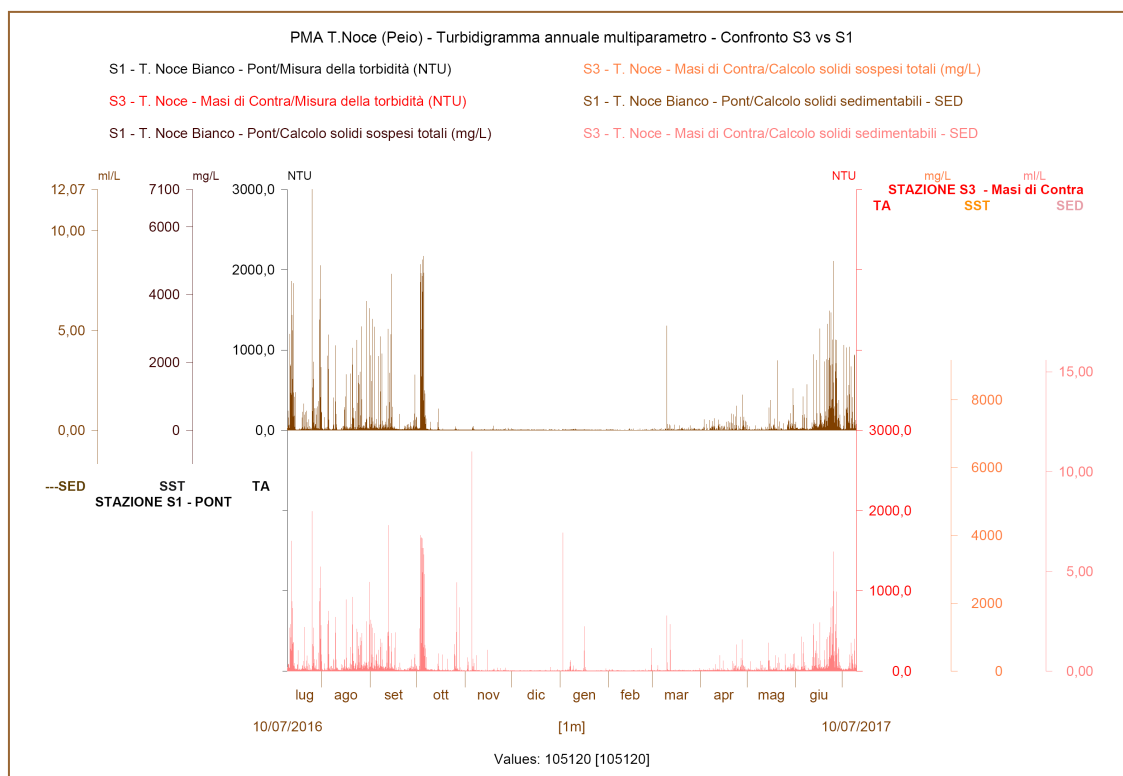 PMA T.Noce (Peio) - Turbidigramma annuale multiparametro - Confronto S3 vs S1
S1 - T. Noce Bianco - Pont/Misura della torbidità (NTU)
S3 - T. Noce - Masi di Contra/Calcolo solidi sospesi totali (mg/L)
S3 - T. Noce - Masi di Contra/Misura della torbidità (NTU)
S1 - T. Noce Bianco - Pont/Calcolo solidi sedimentabili - SED
S1 - T. Noce Bianco - Pont/Calcolo solidi sospesi totali (mg/L)
S3 - T. Noce - Masi di Contra/Calcolo solidi sedimentabili - SED
ml/L mg/L NTU NTU mg/L ml/L
12,07 7100 3000,0 STAZIONE S3 - Masi di Contra
TA SST SED
10,00 6000
2000,0
4000
5,00 1000,0
2000
15,00
8000
0,00 0 0,0 3000,0
6000
10,00
---SED SST TA
STAZIONE S1 - PONT
2000,0
4000
5,00
1000,0
2000
0,0 0 0,00
lug ago set ott nov dic gen feb mar apr mag giu
10/07/2016 [1m] 10/07/2017
Values: 105120 [105120]